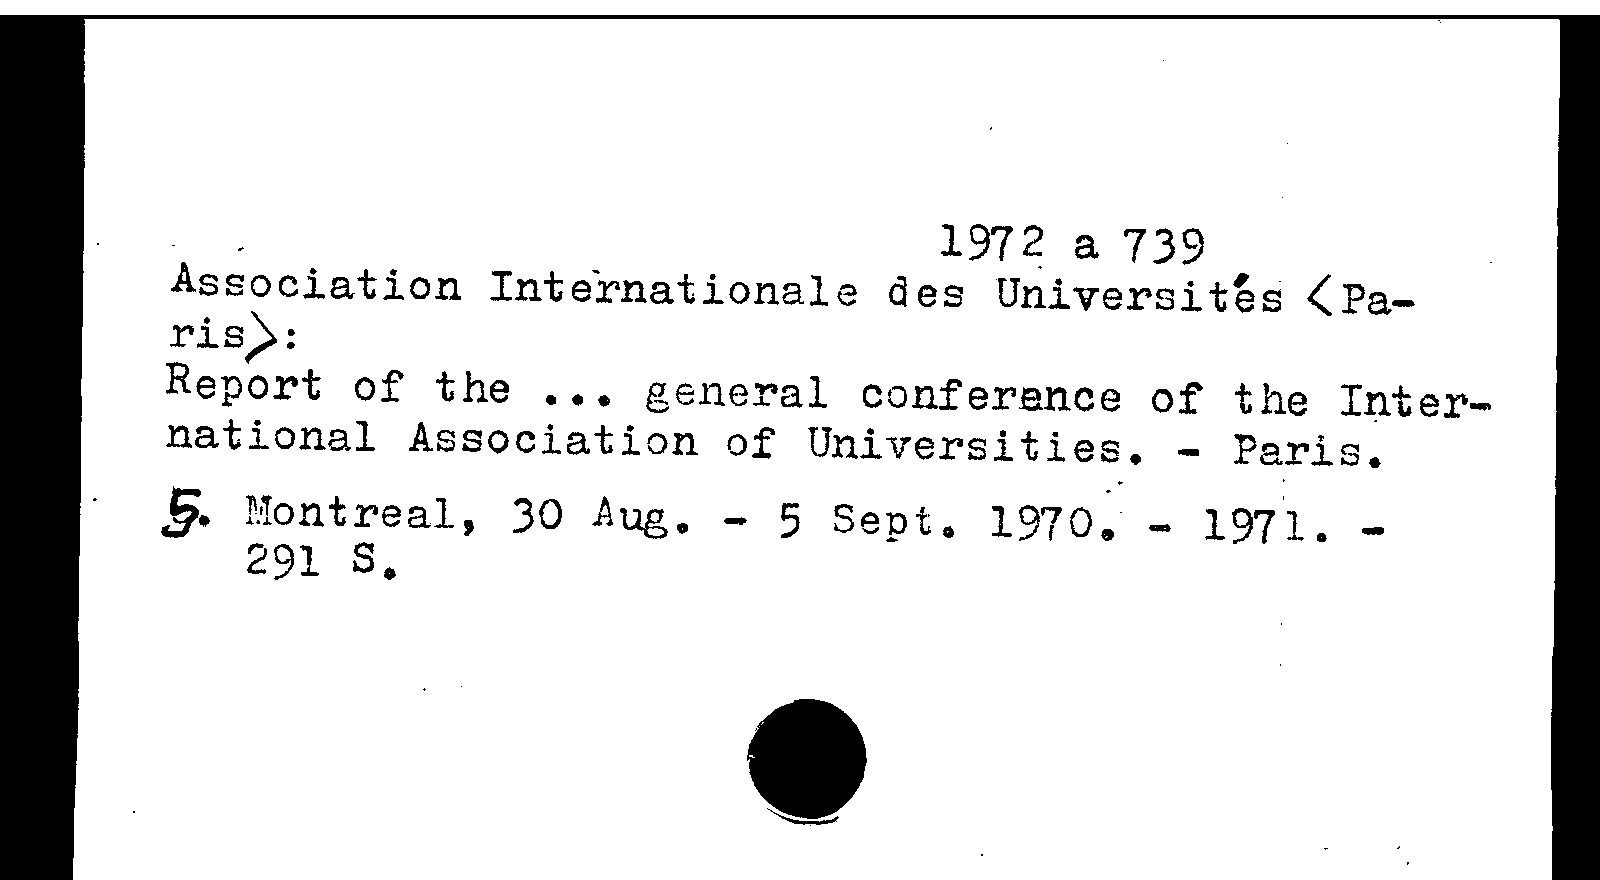 1972 a 739
Association Internationale des Universités <Pa-
ris>:
Report of the ... general conference of the Inter-
national Association of Universities. - Paris.
5. Montreal, 30 Aug. - 5 Sept. 1970. - 1971. -
291 S.